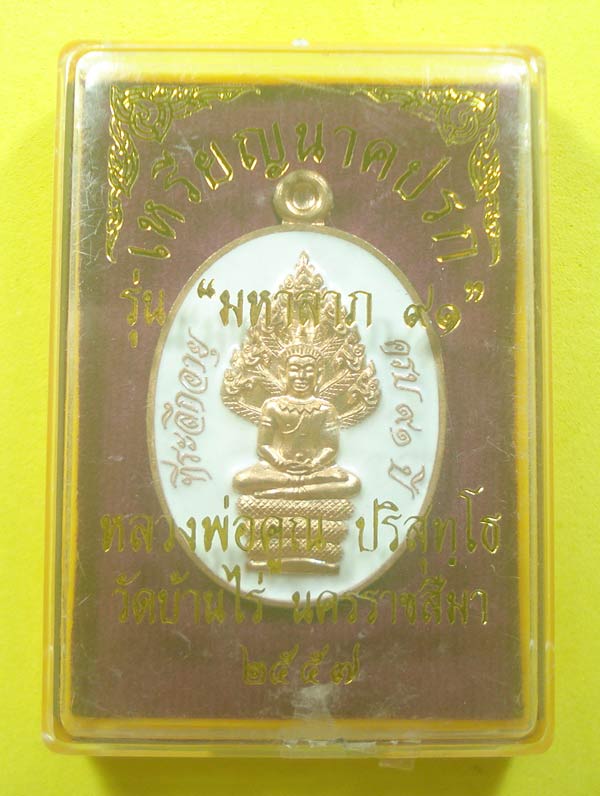 เหรียญนาคปรก
รุ่น “มหาลาภ ๙๑”
ที่ระลึกอายุ
ครบ ๙๑ ปี
หลวงพ่อคูณ ปริสุทฺโธ
วัดบ้านไร่ นครราชสีมา
๒๕๕๗